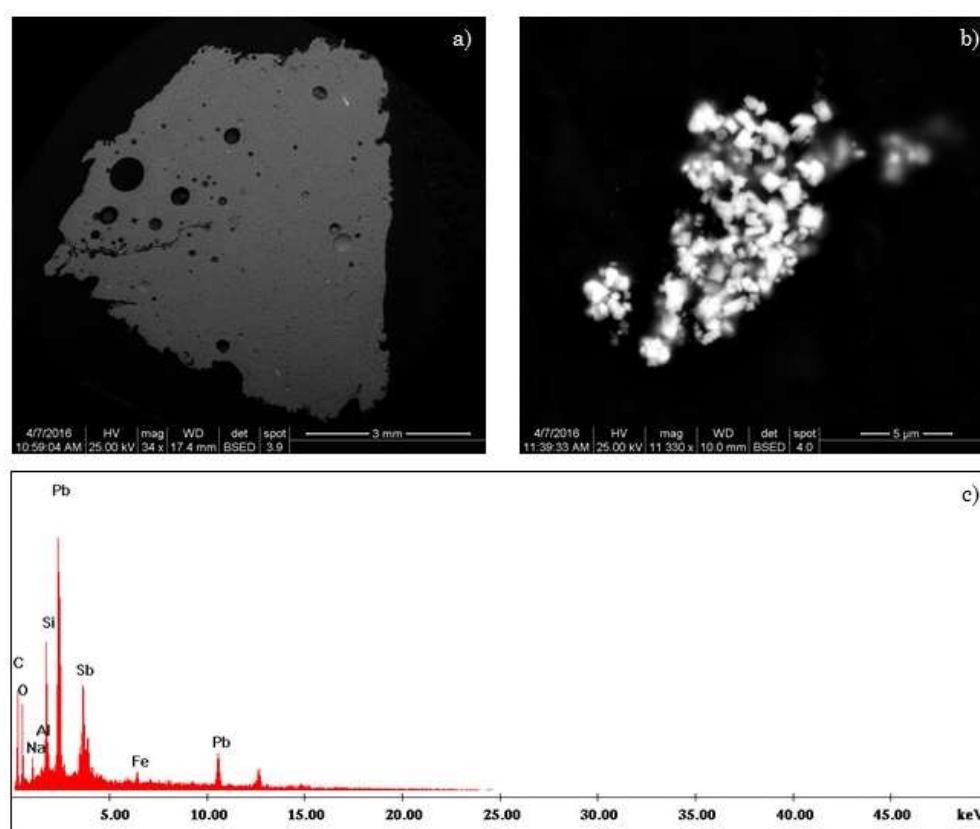 a)
4/7/2016 HV mag WD det spot 3 mm
10:59:04 AM 25.00 kV 34 x 17.4 mm BSED 3.9
b)
4/7/2016 HV mag WD det spot 5 µm
11:39:33 AM 25.00 kV 11 330 x 10.0 mm BSED 4.0
c)
Pb
Si
C
Sb
O
Al
Na
Fe
Pb
5.00 10.00 15.00 20.00 25.00 30.00 35.00 40.00 45.00 ke